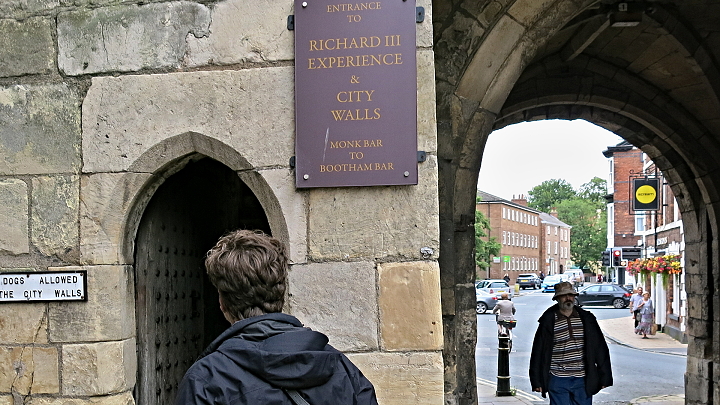 ENTRANCE
TO
RICHARD III
EXPERIENCE
&
CITY
WALLS
MONK BAR
TO
BOOTHAM BAR
DOGS ALLOWED
THE CITY WALLS